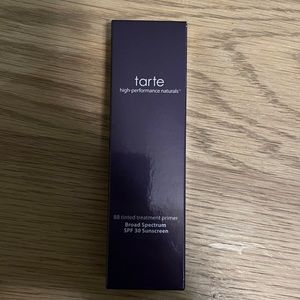 tarte
high-performance naturals™
BB tinted treatment primer
Broad Spectrum
SPF 30 Sunscreen